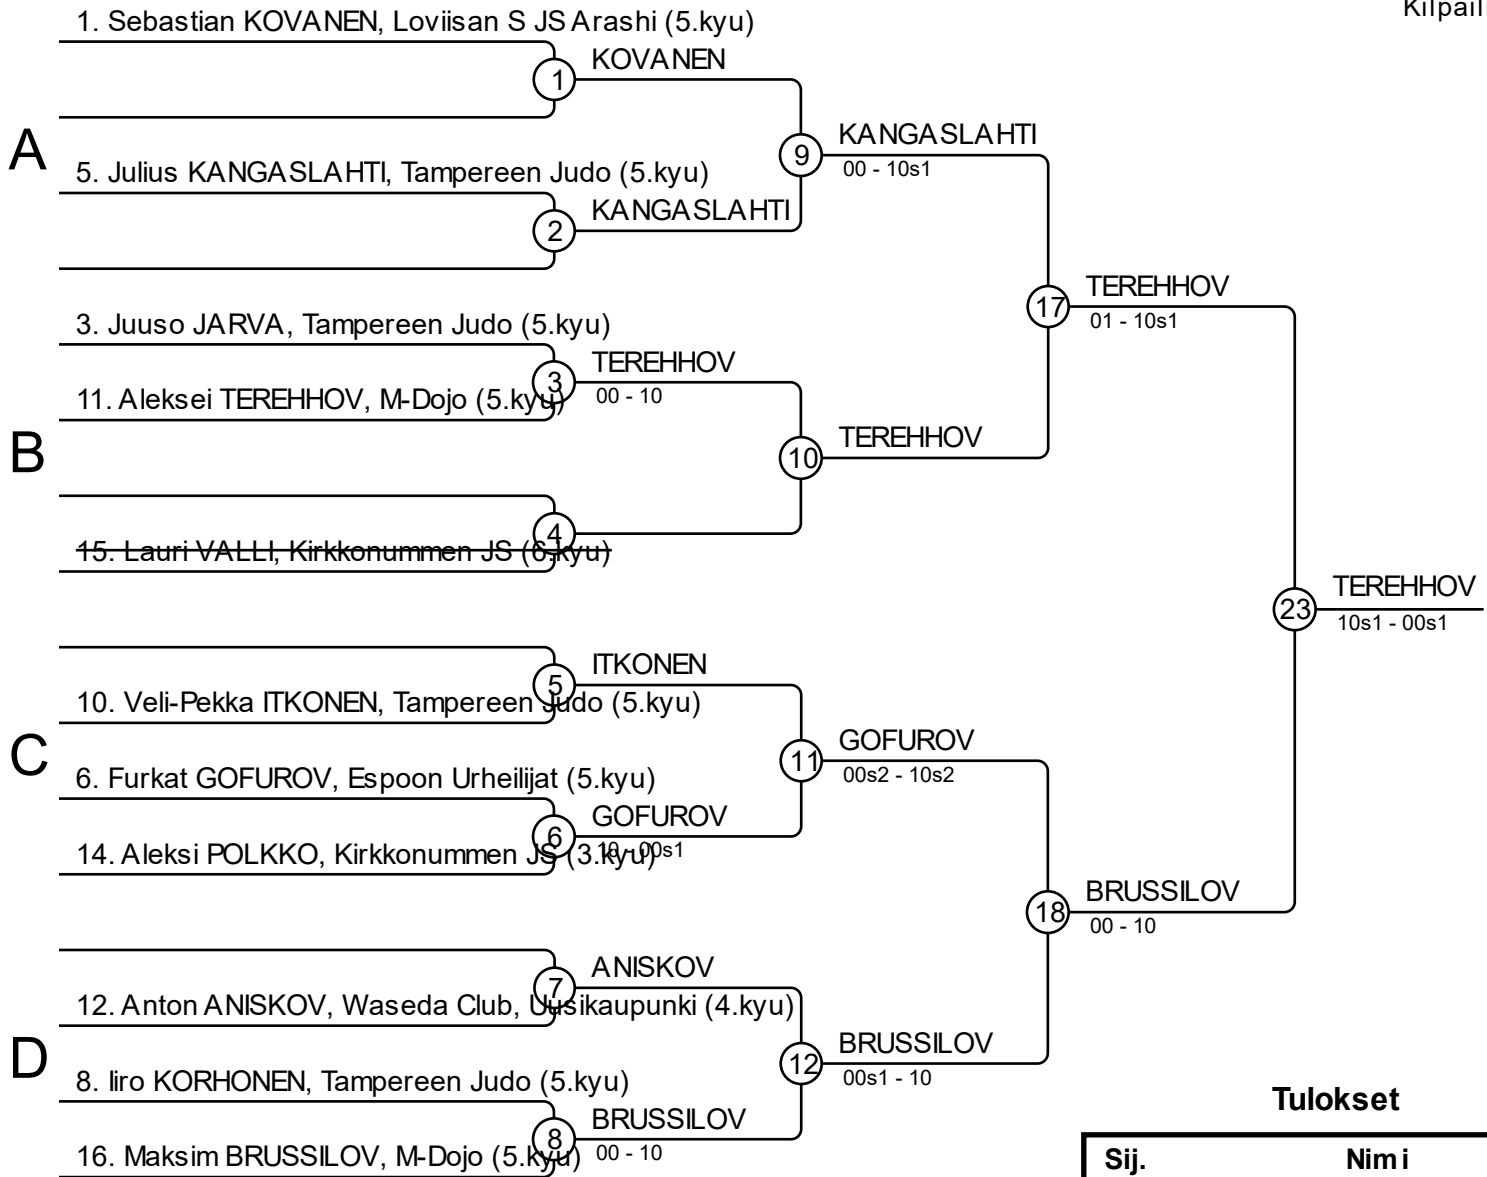 Kilpaili
1. Sebastian KOVANEN, Loviisan S JS Arashi (5.kyu)
1
KOVANEN
A
9
KANGASLAHTI
00 - 10s1
5. Julius KANGASLAHTI, Tampereen Judo (5.kyu)
2
KANGASLAHTI
17
TEREHHOV
01 - 10s1
3. Juuso JARVA, Tampereen Judo (5.kyu)
3
TEREHHOV
00 - 10
11. Aleksei TEREHHOV, M-Dojo (5.kyu)
B
10
TEREHHOV
4
15. Lauri VALLI, Kirkkonummen JS (6.kyu)
23
TEREHHOV
10s1 - 00s1
5
ITKONEN
10. Veli-Pekka ITKONEN, Tampereen Judo (5.kyu)
C
11
GOFUROV
00s2 - 10s2
6. Furkat GOFUROV, Espoon Urheilijat (5.kyu)
6
GOFUROV
10 - 00s1
14. Aleksi POLKKO, Kirkkonummen JS (3.kyu)
18
BRUSSILOV
00 - 10
7
ANISKOV
12. Anton ANISKOV, Waseda Club, Uusikaupunki (4.kyu)
D
12
BRUSSILOV
00s1 - 10
8. Iiro KORHONEN, Tampereen Judo (5.kyu)
8
BRUSSILOV
00 - 10
16. Maksim BRUSSILOV, M-Dojo (5.kyu)
Tulokset
Sij. Nimi